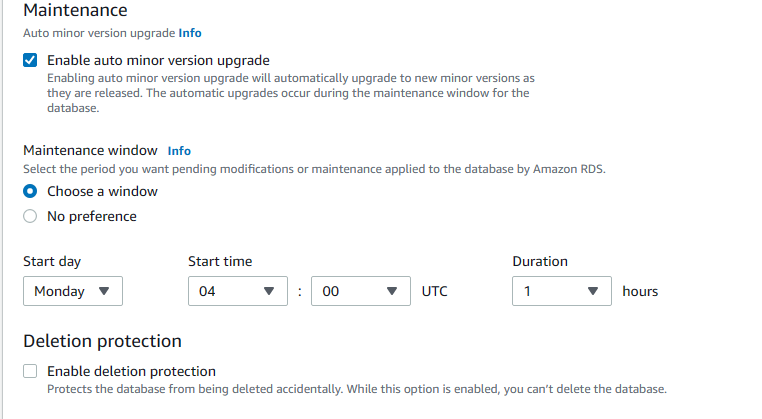 Maintenance
Auto minor version upgrade Info
Enable auto minor version upgrade
Enabling auto minor version upgrade will automatically upgrade to new minor versions as
they are released. The automatic upgrades occur during the maintenance window for the
database.
Maintenance window Info
Select the period you want pending modifications or maintenance applied to the database by Amazon RDS.
Choose a window
No preference
Start day Start time Duration
Monday 04 : 00 UTC 1 hours
Deletion protection
Enable deletion protection
Protects the database from being deleted accidentally. While this option is enabled, you can't delete the database.